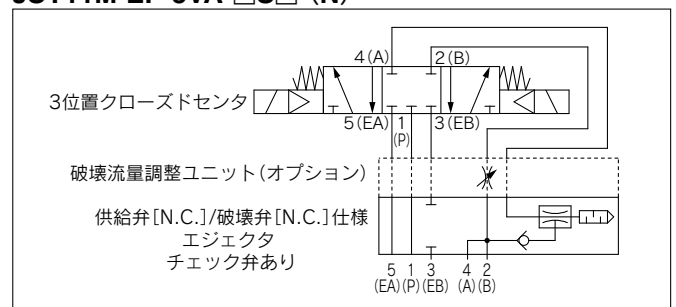 4(A) 2(B)
3位置クローズドセンタ
5(EA) 1 3(EB)
(P)
破壊流量調整ユニット(オプション)
供給弁[N.C.]/破壊弁[N.C.]仕様
エジェクタ
チェック弁あり
5 1 3 4 2
(EA)(P)(EB) (A)(B)